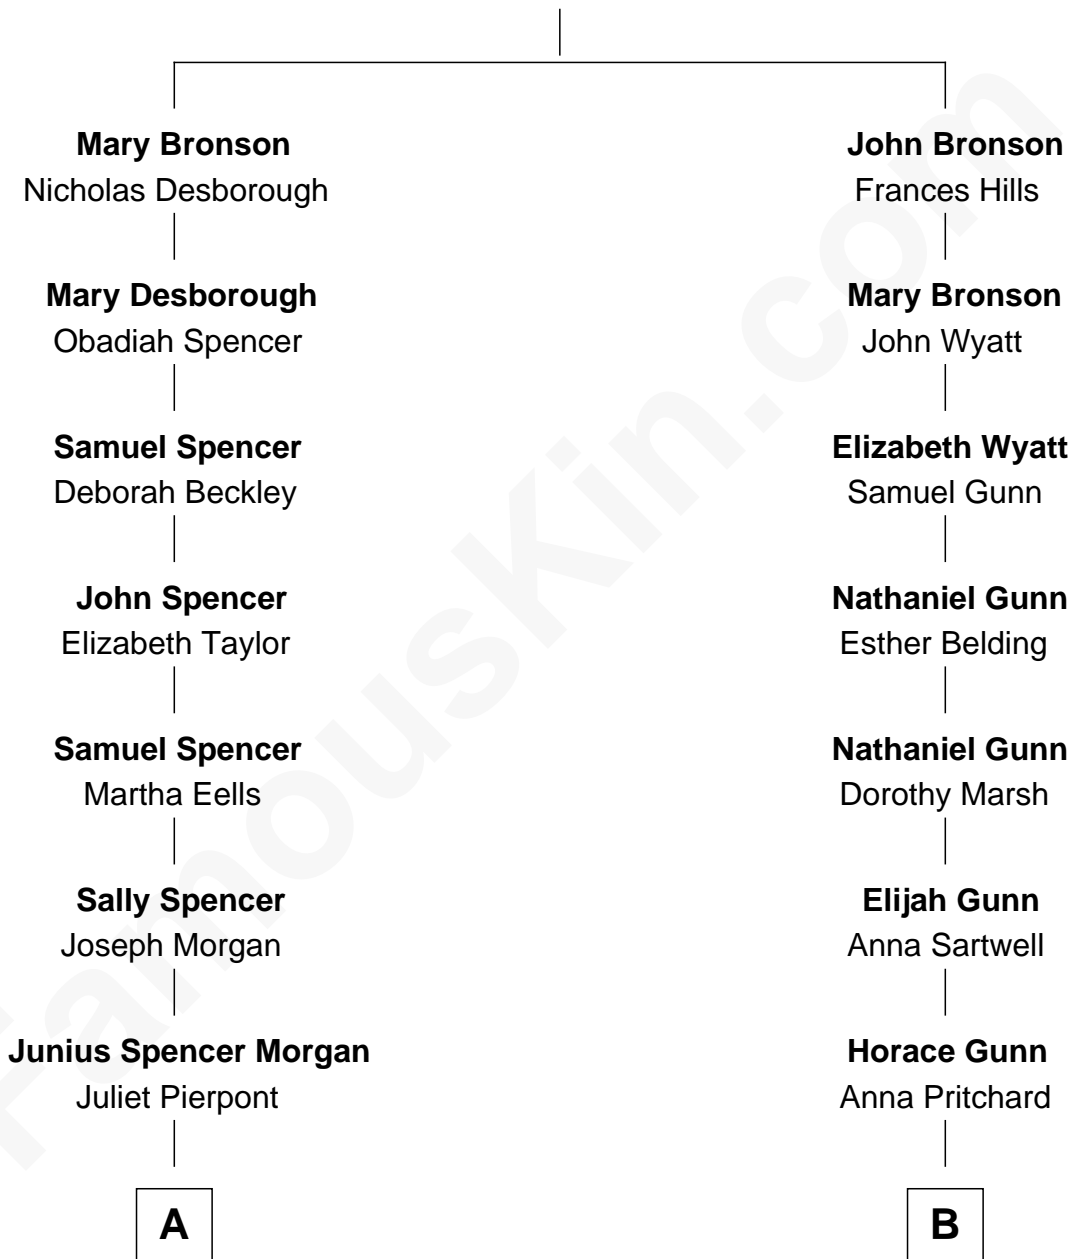 Mary Bronson
Nicholas Desborough
Mary Desborough
Obadiah Spencer
Samuel Spencer
Deborah Beckley
John Spencer
Elizabeth Taylor
Samuel Spencer
Martha Eells
Sally Spencer
Joseph Morgan
Junius Spencer Morgan
Juliet Pierpont
A
John Bronson
Frances Hills
Mary Bronson
John Wyatt
Elizabeth Wyatt
Samuel Gunn
Nathaniel Gunn
Esther Belding
Nathaniel Gunn
Dorothy Marsh
Elijah Gunn
Anna Sartwell
Horace Gunn
Anna Pritchard
B
FamousKin.com